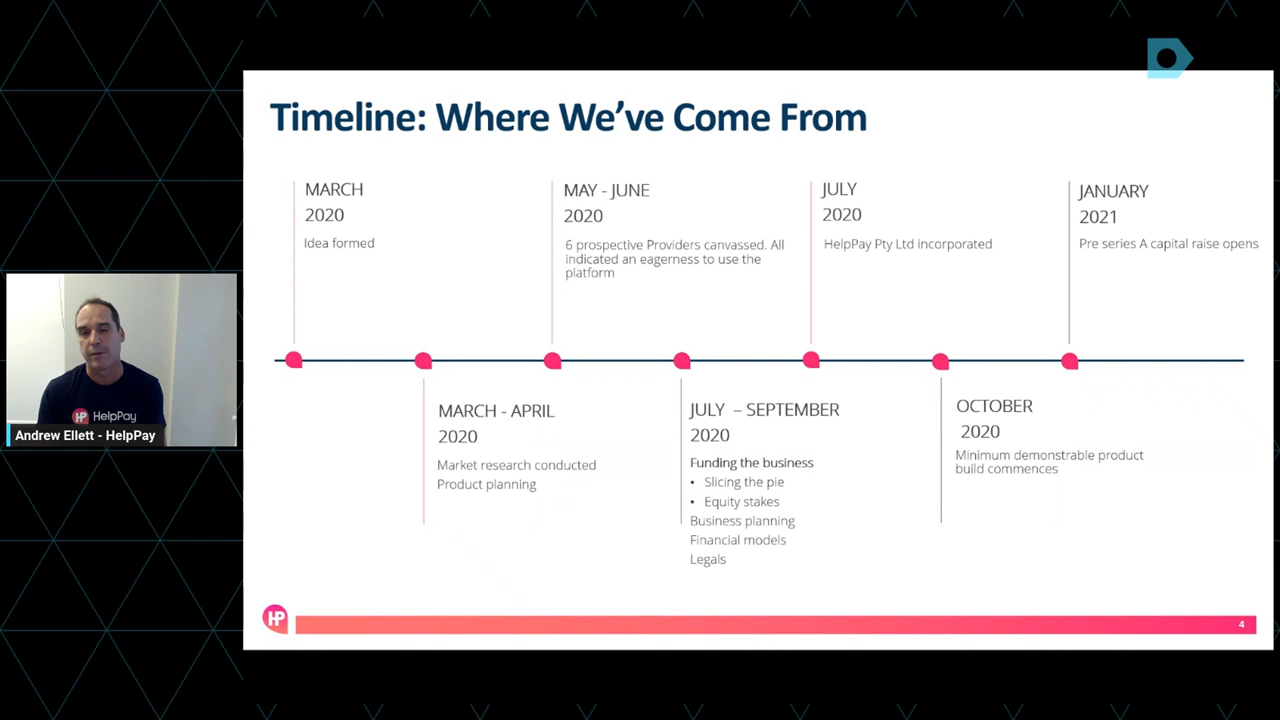 Timeline: Where We’ve Come From
MARCH
2020
Idea formed
MAY - JUNE
2020
6 prospective Providers canvassed. All
indicated an eagerness to use the
platform
JULY
2020
HelpPay Pty Ltd incorporated
JANUARY
2021
Pre series A capital raise opens
MARCH - APRIL
2020
Market research conducted
Product planning
JULY – SEPTEMBER
2020
Funding the business
• Slicing the pie
• Equity stakes
Business planning
Financial models
Legals
OCTOBER
2020
Minimum demonstrable product
build commences
HP HelpPay
Andrew Ellett - HelpPay
HP
4